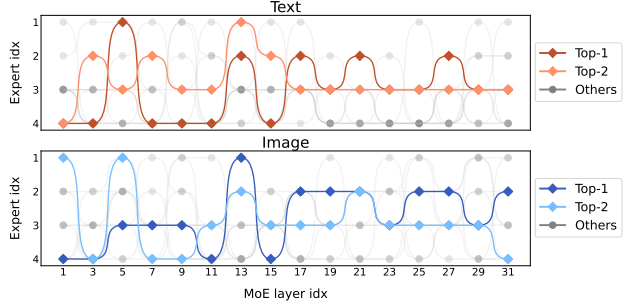 Text
Expert idx
1
2
3
4
Top-1
Top-2
Others
Image
Expert idx
1
2
3
4
Top-1
Top-2
Others
1 3 5 7 9 11 13 15 17 19 21 23 25 27 29 31
MoE layer idx